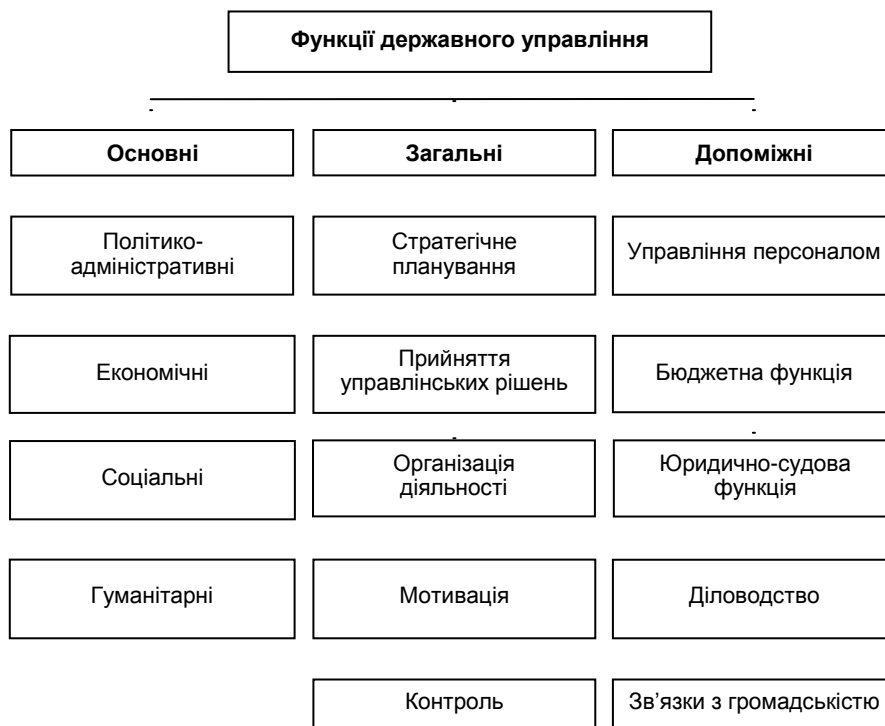 Функції державного управління
Основні
Загальні
Допоміжні
Політико-
адміністративні
Стратегічне
планування
Управління персоналом
Економічні
Прийняття
управлінських рішень
Бюджетна функція
Соціальні
Організація
діяльності
Юридично-судова
функція
Гуманітарні
Мотивація
Діловодство
Контроль
Зв’язки з громадськістю